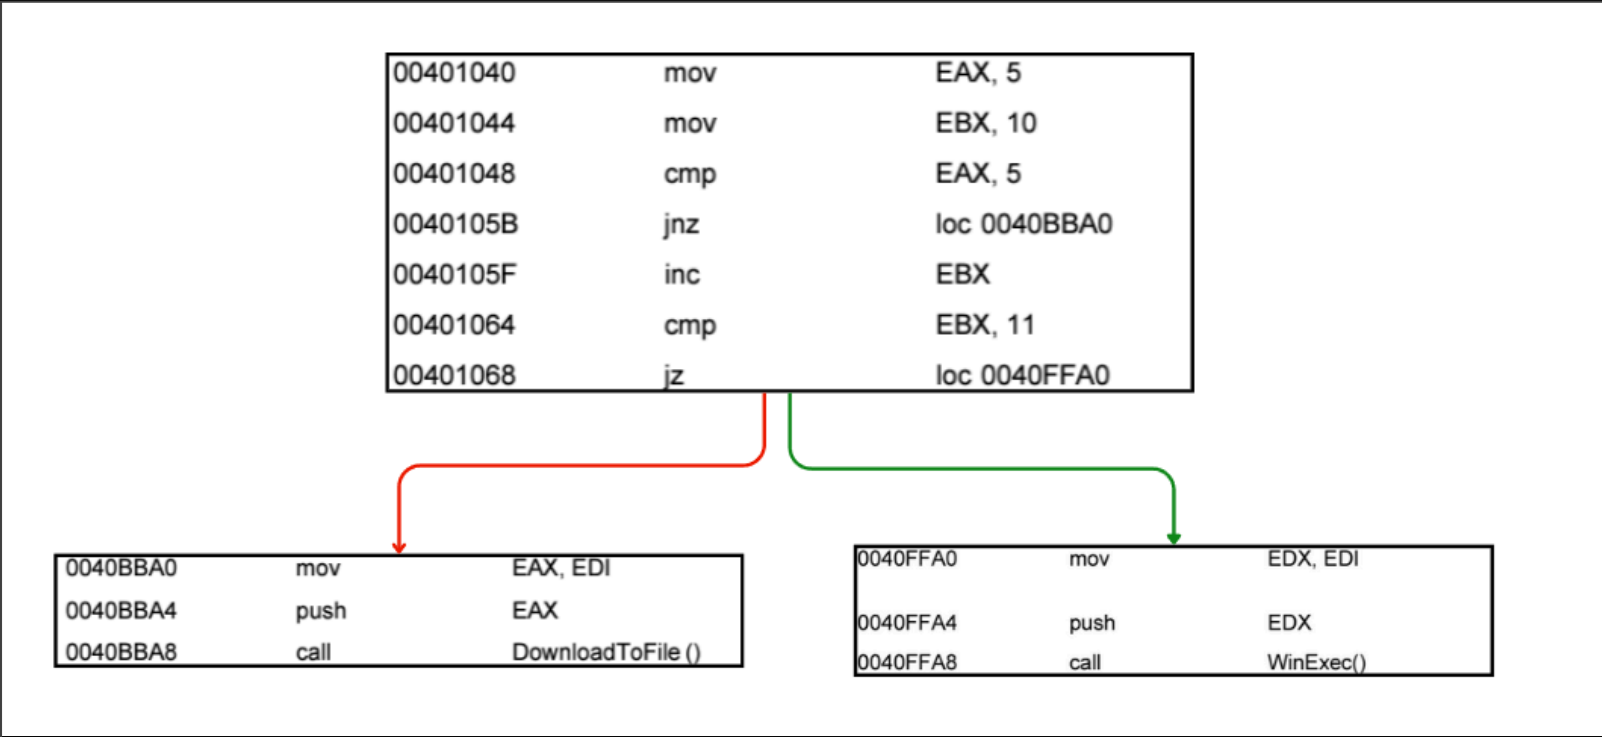 00401040 mov EAX, 5
00401044 mov EBX, 10
00401048 cmp EAX, 5
0040105B jnz loc 0040BBA0
0040105F inc EBX
00401064 cmp EBX, 11
00401068 jz loc 0040FFA0
0040BBA0 mov EAX, EDI
0040BBA4 push EAX
0040BBA8 call DownloadToFile ()
0040FFA0 mov EDX, EDI
0040FFA4 push EDX
0040FFA8 call WinExec()